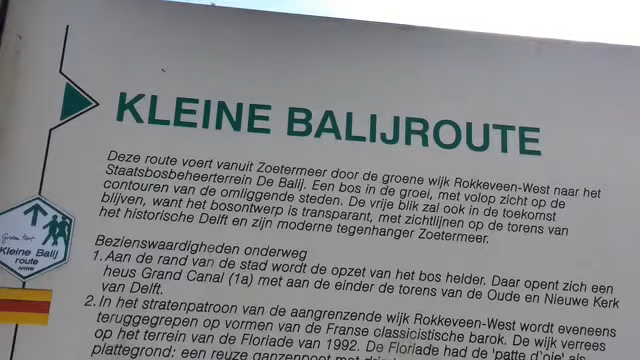 KLEINE BALIJROUTE
Deze route voert vanuit Zoetermeer door de groene wijk Rokkeveen-West naar het
Staatsbosbeheerterrein De Balij. Een bos in de groei, met volop zicht op de
contouren van de omliggende steden. De vrije blik zal ook in de toekomst
blijven, want het bosontwerp is transparant, met zichtlijnen op de torens van
het historische Delft en zijn moderne tegenhanger Zoetermeer.
Bezienswaardigheden onderweg
1. Aan de rand van de stad wordt de opzet van het bos helder. Daar opent zich een
heus Grand Canal (1a) met aan de einder de torens van de Oude en Nieuwe Kerk
van Delft.
2. In het stratenpatroon van de aangrenzende wijk Rokkeveen-West wordt eveneens
teruggegrepen op vormen van de Franse classicistische barok. De wijk verrees
op het terrein van de Floriade van 1992. De Floriade had de 'patte d'oie' als
plattegrond: een reuze ganzenpoot met
Groene Hart
Kleine Balij
route
ANWB